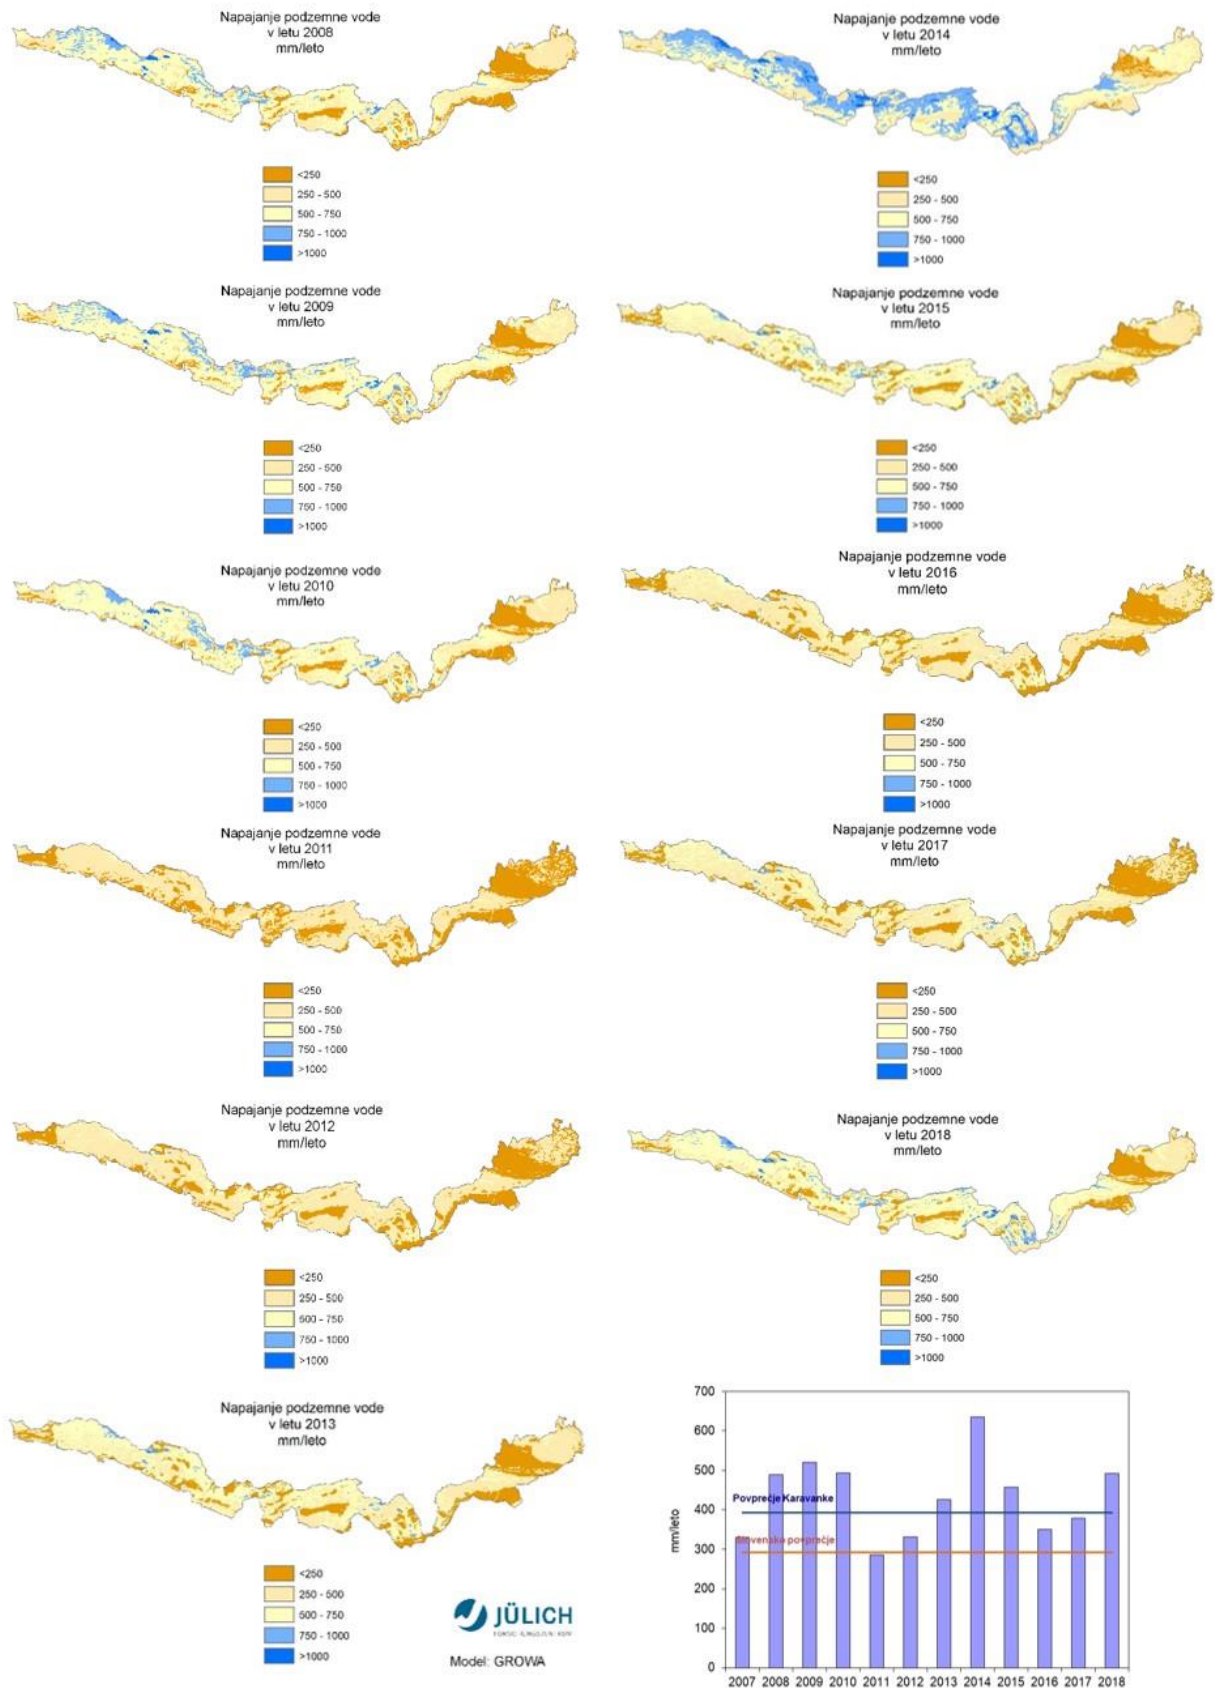 Napajanje podzemne vode
v letu 2008
mm/leto
<250
250 - 500
500 - 750
750 - 1000
>1000
Napajanje podzemne vode
v letu 2009
mm/leto
<250
250 - 500
500 - 750
750 - 1000
>1000
Napajanje podzemne vode
v letu 2010
mm/leto
<250
250 - 500
500 - 750
750 - 1000
>1000
Napajanje podzemne vode
v letu 2011
mm/leto
<250
250 - 500
500 - 750
750 - 1000
>1000
Napajanje podzemne vode
v letu 2012
mm/leto
<250
250 - 500
500 - 750
750 - 1000
>1000
Napajanje podzemne vode
v letu 2013
mm/leto
<250
250 - 500
500 - 750
750 - 1000
>1000
JÜLICH
Model: GROWA
Napajanje podzemne vode
v letu 2014
mm/leto
<250
250 - 500
500 - 750
750 - 1000
>1000
Napajanje podzemne vode
v letu 2015
mm/leto
<250
250 - 500
500 - 750
750 - 1000
>1000
Napajanje podzemne vode
v letu 2016
mm/leto
<250
250 - 500
500 - 750
750 - 1000
>1000
Napajanje podzemne vode
v letu 2017
mm/leto
<250
250 - 500
500 - 750
750 - 1000
>1000
Napajanje podzemne vode
v letu 2018
mm/leto
<250
250 - 500
500 - 750
750 - 1000
>1000
700
600
500
400
300
200
100
0
mm/leto
Povprečje Karavanke
Slovensko povprečje
2007 2008 2009 2010 2011 2012 2013 2014 2015 2016 2017 2018